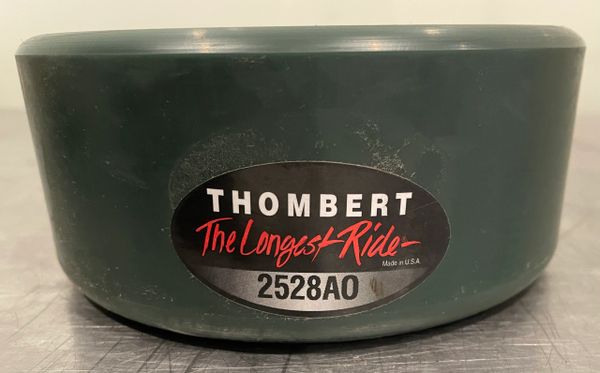 THOMBERT
The Longest Ride
Made in U.S.A.
2528AO